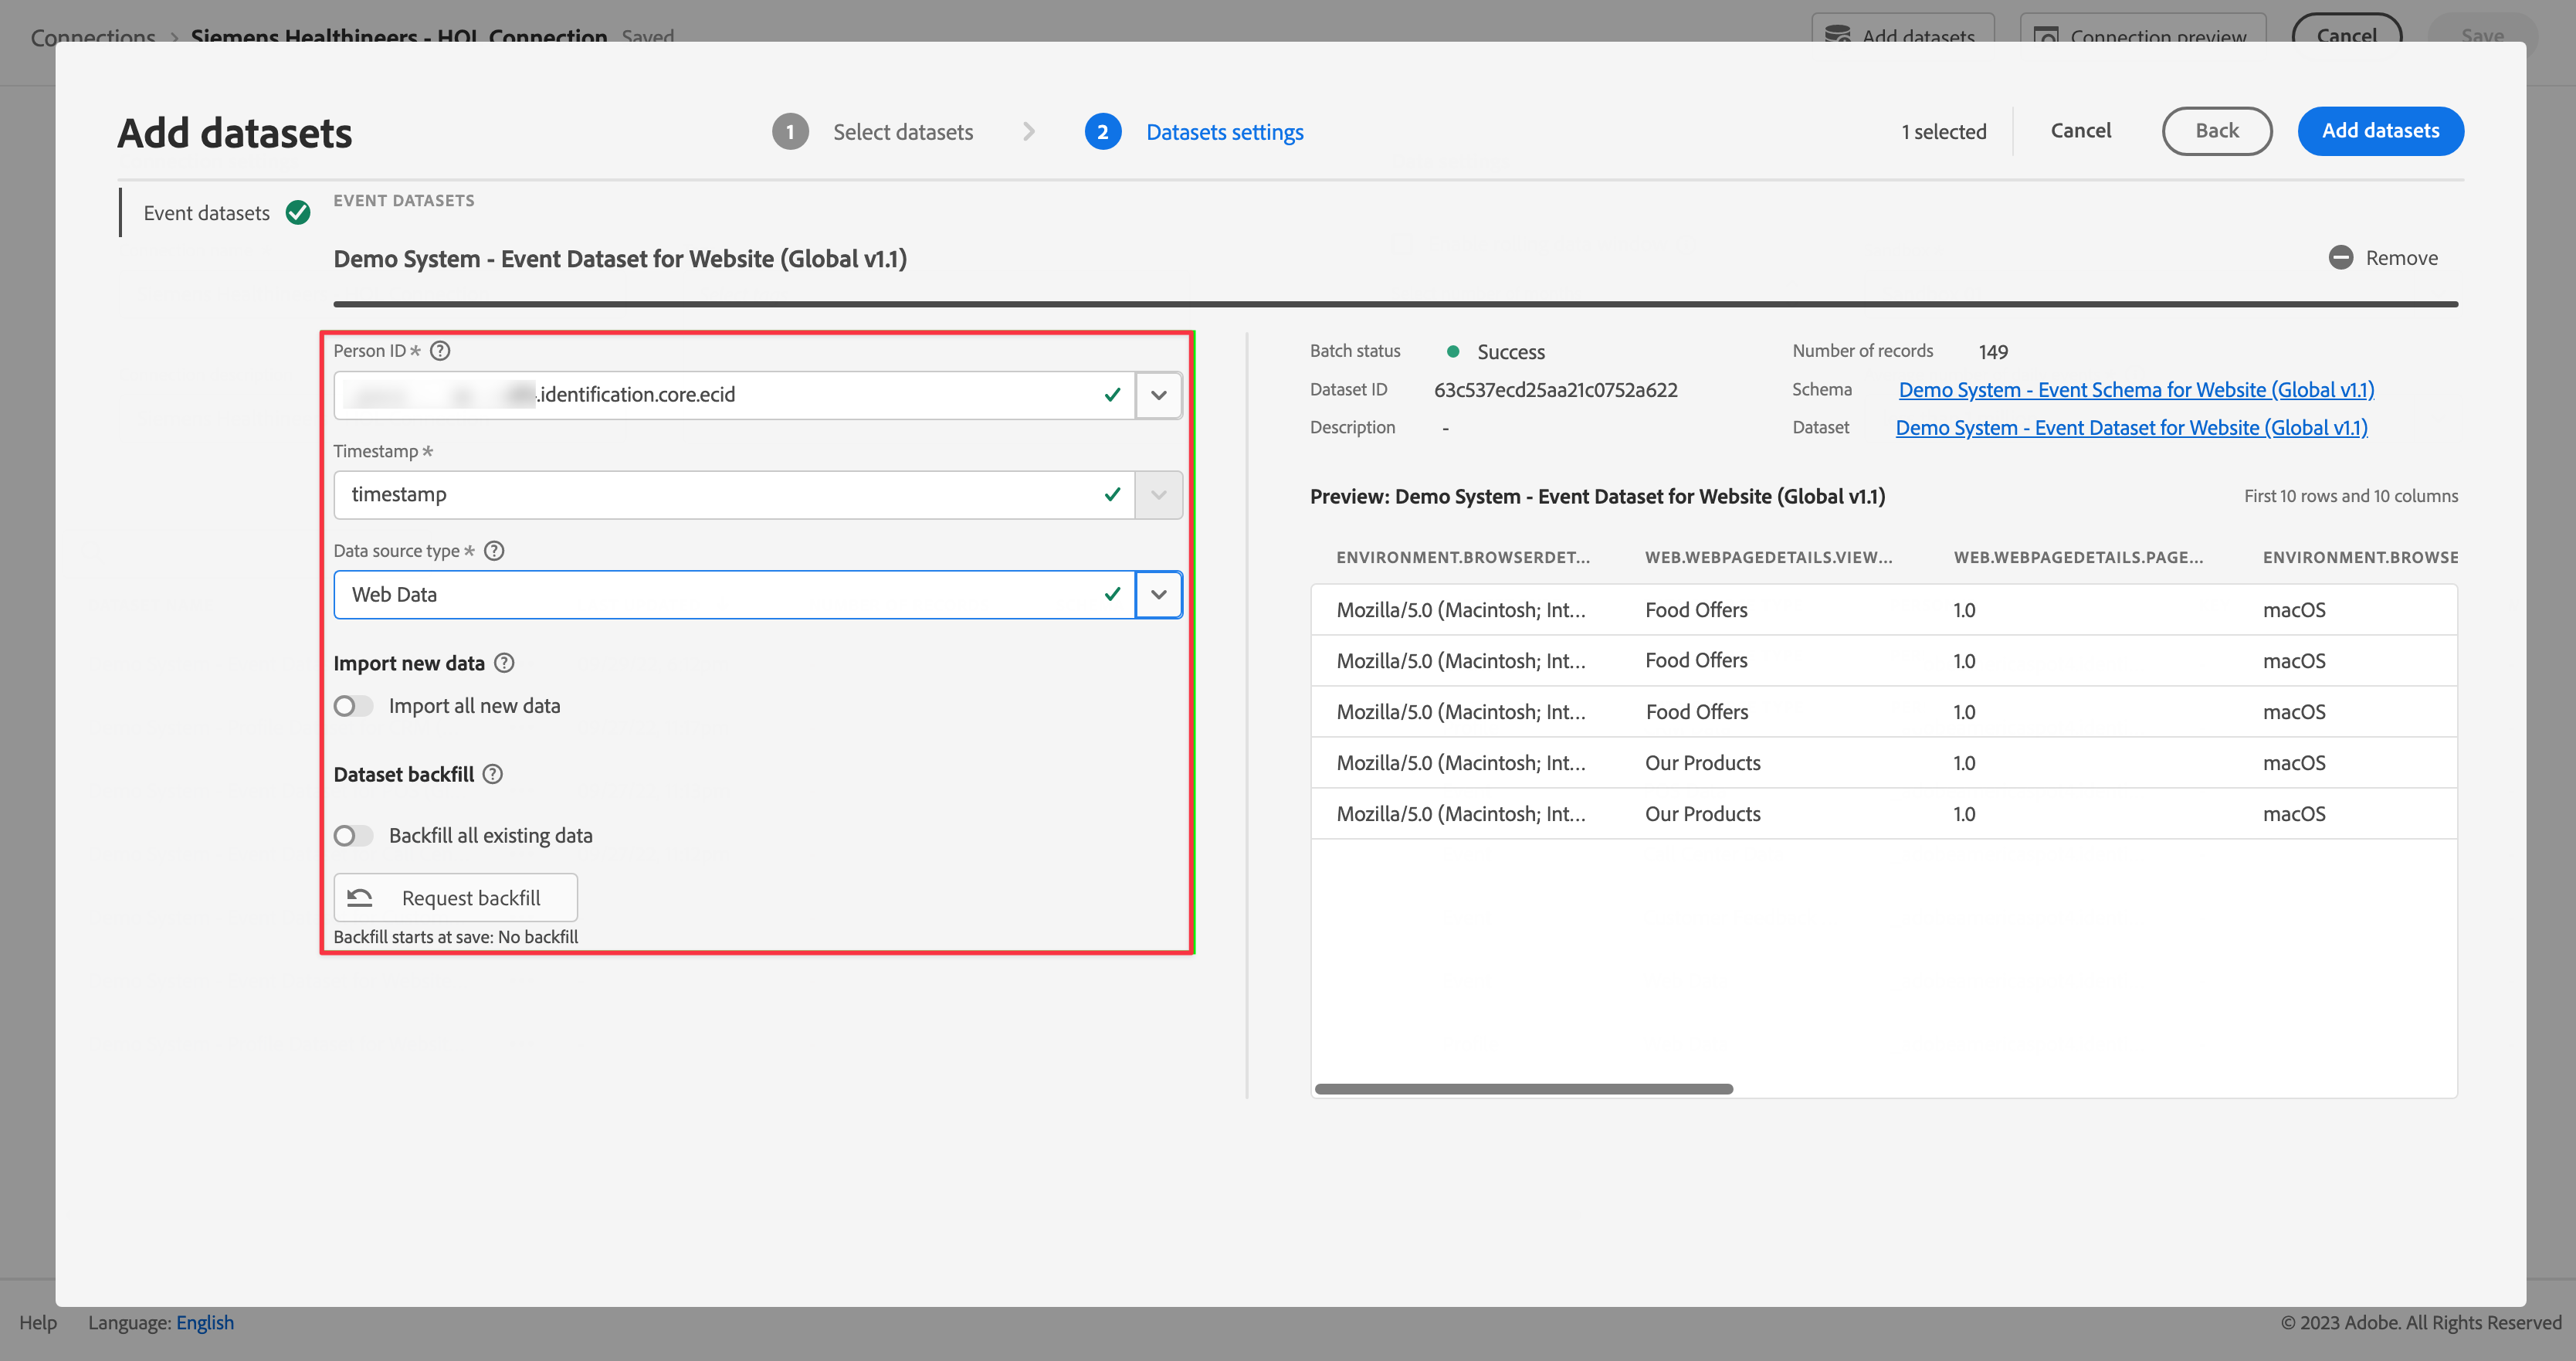 Connections > Siemens Healthineers - HOL Connection Saved
Add datasets
Connection preview
Cancel
Save
Add datasets
1 Select datasets > 2 Datasets settings
1 selected
Cancel
Back
Add datasets
Event datasets
EVENT DATASETS
Demo System - Event Dataset for Website (Global v1.1)
Remove
Person ID *
.identification.core.ecid
Timestamp *
timestamp
Data source type *
Web Data
Import new data
Import all new data
Dataset backfill
Backfill all existing data
Request backfill
Backfill starts at save: No backfill
Batch status Success
Number of records 149
Dataset ID 63c537ecd25aa21c0752a622
Schema Demo System - Event Schema for Website (Global v1.1)
Description -
Dataset Demo System - Event Dataset for Website (Global v1.1)
Preview: Demo System - Event Dataset for Website (Global v1.1)
First 10 rows and 10 columns
ENVIRONMENT.BROWSERDET... WEB.WEBPAGEDETAILS.VIEW... WEB.WEBPAGEDETAILS.PAGE... ENVIRONMENT.BROWSE
Mozilla/5.0 (Macintosh; Int... Food Offers 1.0 macOS
Mozilla/5.0 (Macintosh; Int... Food Offers 1.0 macOS
Mozilla/5.0 (Macintosh; Int... Food Offers 1.0 macOS
Mozilla/5.0 (Macintosh; Int... Our Products 1.0 macOS
Mozilla/5.0 (Macintosh; Int... Our Products 1.0 macOS
Help
Language: English
© 2023 Adobe. All Rights Reserved